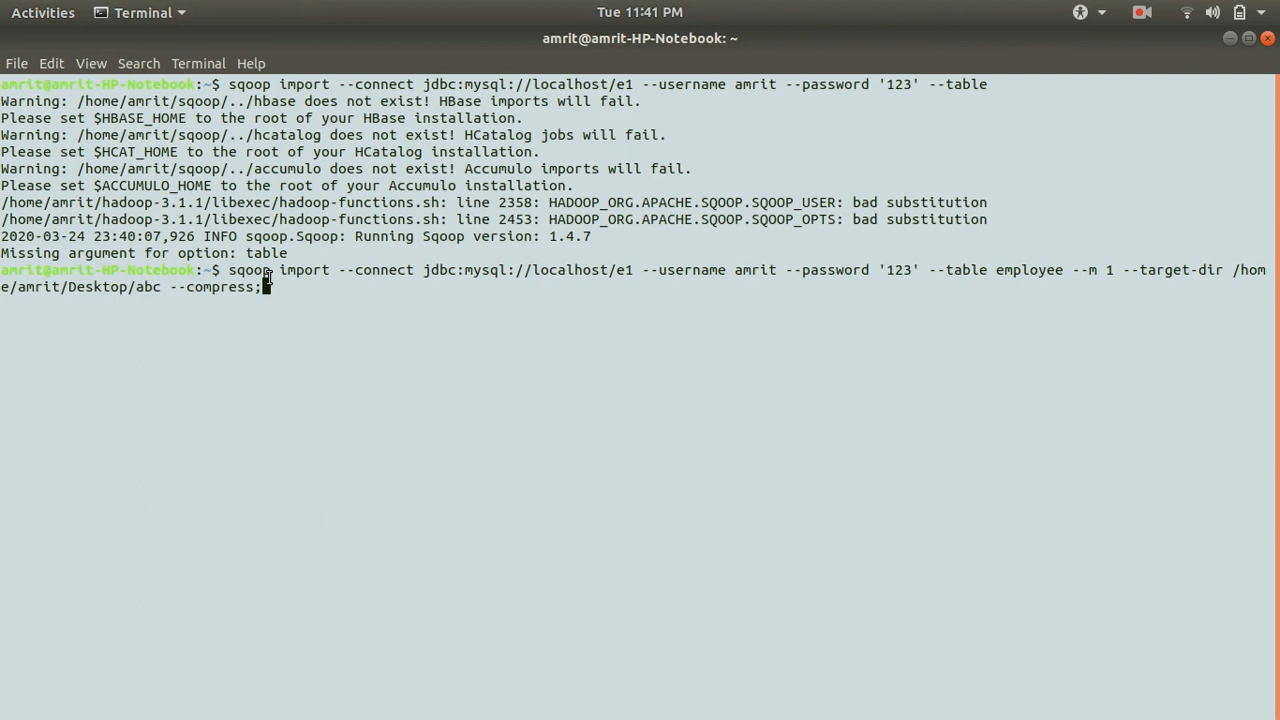 Activities Terminal Tue 11:41 PM
amrit@amrit-HP-Notebook: ~
File Edit View Search Terminal Help
amrit@amrit-HP-Notebook:~$ sqoop import --connect jdbc:mysql://localhost/e1 --username amrit --password '123' --table
Warning: /home/amrit/sqoop/../hbase does not exist! HBase imports will fail.
Please set $HBASE_HOME to the root of your HBase installation.
Warning: /home/amrit/sqoop/../hcatalog does not exist! HCatalog jobs will fail.
Please set $HCAT_HOME to the root of your HCatalog installation.
Warning: /home/amrit/sqoop/../accumulo does not exist! Accumulo imports will fail.
Please set $ACCUMULO_HOME to the root of your Accumulo installation.
/home/amrit/hadoop-3.1.1/libexec/hadoop-functions.sh: line 2358: HADOOP_ORG.APACHE.SQOOP.SQOOP_USER: bad substitution
/home/amrit/hadoop-3.1.1/libexec/hadoop-functions.sh: line 2453: HADOOP_ORG.APACHE.SQOOP.SQOOP_OPTS: bad substitution
2020-03-24 23:40:07,926 INFO sqoop.Sqoop: Running Sqoop version: 1.4.7
Missing argument for option: table
amrit@amrit-HP-Notebook:~$ sqoop import --connect jdbc:mysql://localhost/e1 --username amrit --password '123' --table employee --m 1 --target-dir /hom
e/amrit/Desktop/abc --compress;